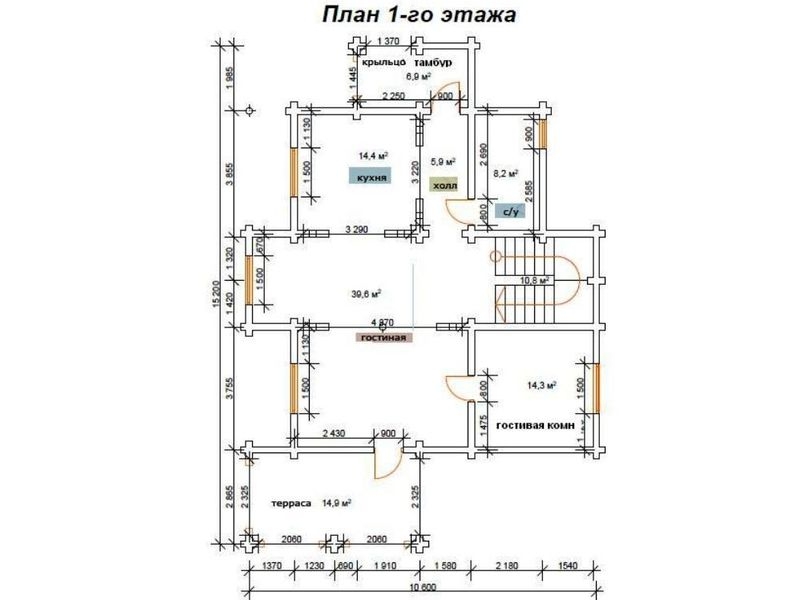 План 1-го этажа
1 370
крыльцо тамбур
6,9 м²
1 445
1 985
2 250
900
1 130
14,4 м²
кухня
1 500
3 220
5,9 м²
холл
2 690
8,2 м²
900
2 585
с/у
800
3 855
3 290
670
1 320
1 500
1 420
15 200
39,6 м²
10,8 м²
4 870
гостиная
1 130
1 500
3755
800
14,3 м²
1 500
1 475
гостивая комн
2 430
900
2 865
2 325
терраса 14,9 м²
2 325
2060
2060
1370
1230
690
1 910
1 580
2 180
1540
10 600